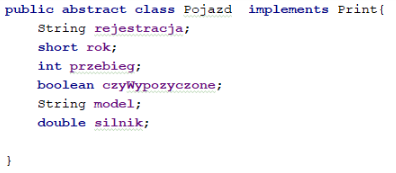 public abstract class Pojazd  implements Print{
    String rejestracja;
    short rok;
    int przebieg;
    boolean czyWypozyczone;
    String model;
    double silnik;
}